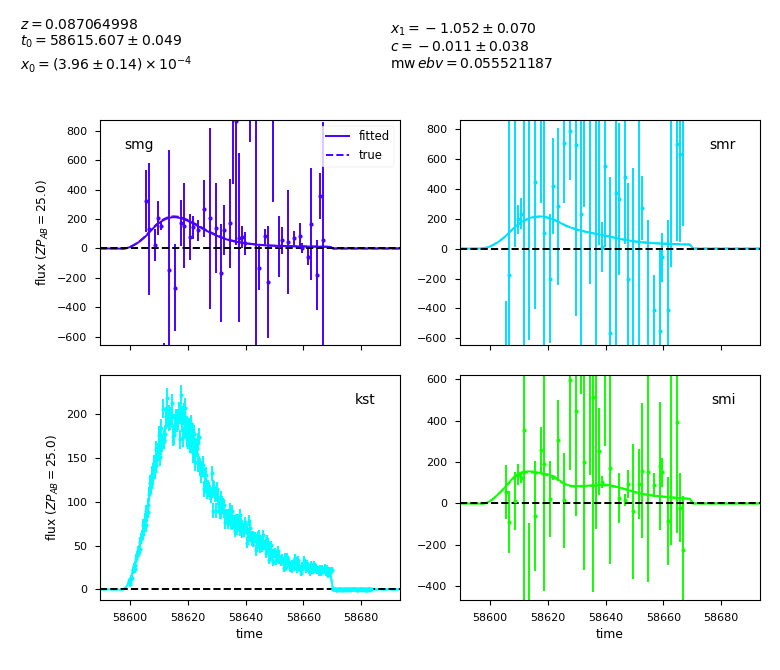 z = 0.087064998
t0 = 58615.607 ± 0.049
x0 = (3.96 ± 0.14) × 10^−4
x1 = −1.052 ± 0.070
c = −0.011 ± 0.038
mw ebv = 0.055521187
smg
fitted
true
800
600
400
200
0
−200
−400
−600
flux (ZP_AB = 25.0)
smr
800
600
400
200
0
−200
−400
−600
kst
200
150
100
50
0
flux (ZP_AB = 25.0)
58600 58620 58640 58660 58680
time
smi
600
400
200
0
−200
−400
58600 58620 58640 58660 58680
time